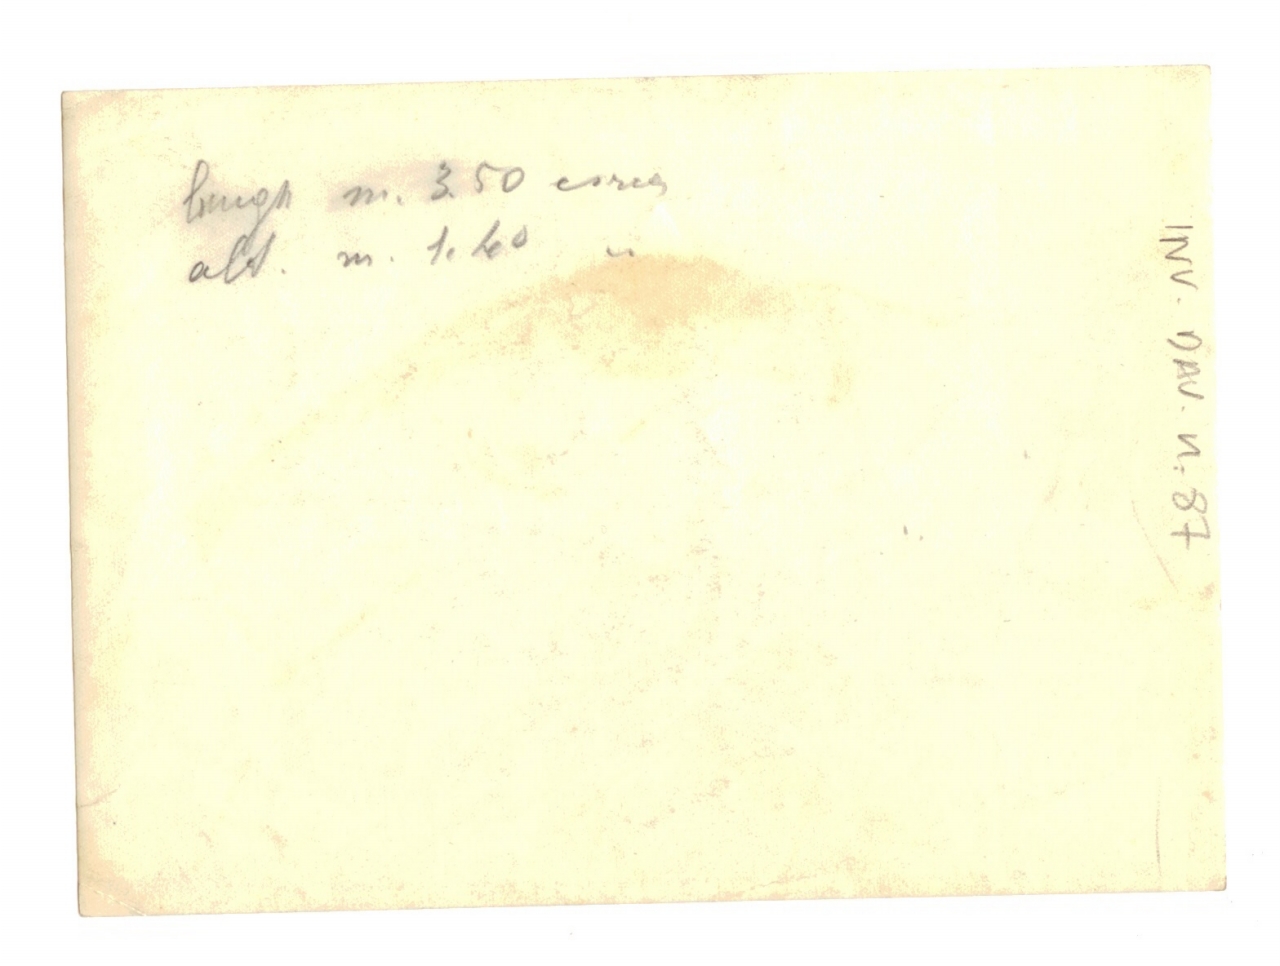 lungh m. 3.50 circa
alt. m. 1.60 "
INV. DAV. n. 87